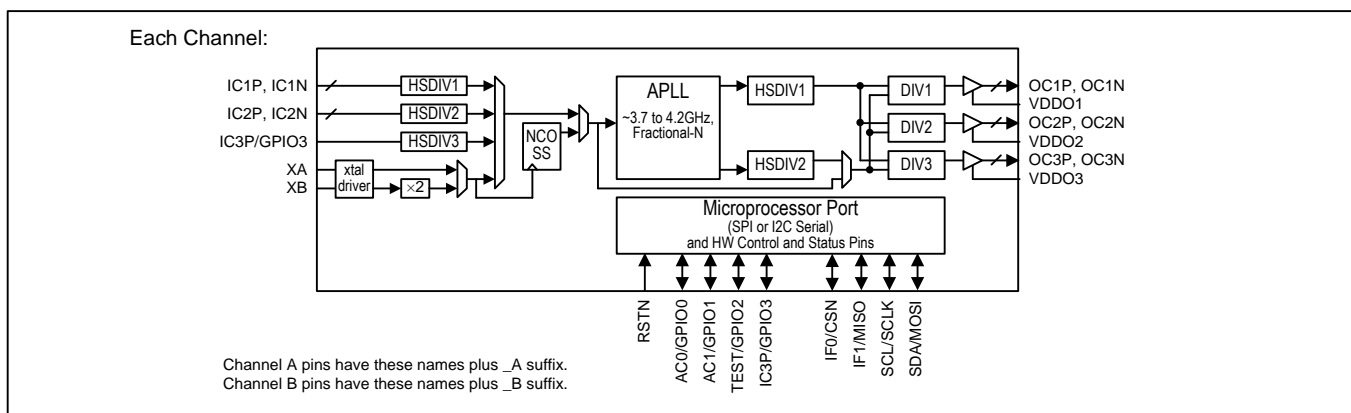 Each Channel:
IC1P, IC1N
IC2P, IC2N
IC3P/GPIO3
XA
XB
HSDIV1
HSDIV2
HSDIV3
xtal
driver
×2
NCO
SS
APLL
~3.7 to 4.2GHz,
Fractional-N
HSDIV1
HSDIV2
DIV1
DIV2
DIV3
OC1P, OC1N
VDDO1
OC2P, OC2N
VDDO2
OC3P, OC3N
VDDO3
Microprocessor Port
(SPI or I2C Serial)
and HW Control and Status Pins
RSTN
AC0/GPIO0
AC1/GPIO1
TEST/GPIO2
IC3P/GPIO3
IF0/CSN
IF1/MISO
SCL/SCLK
SDA/MOSI
Channel A pins have these names plus _A suffix.
Channel B pins have these names plus _B suffix.